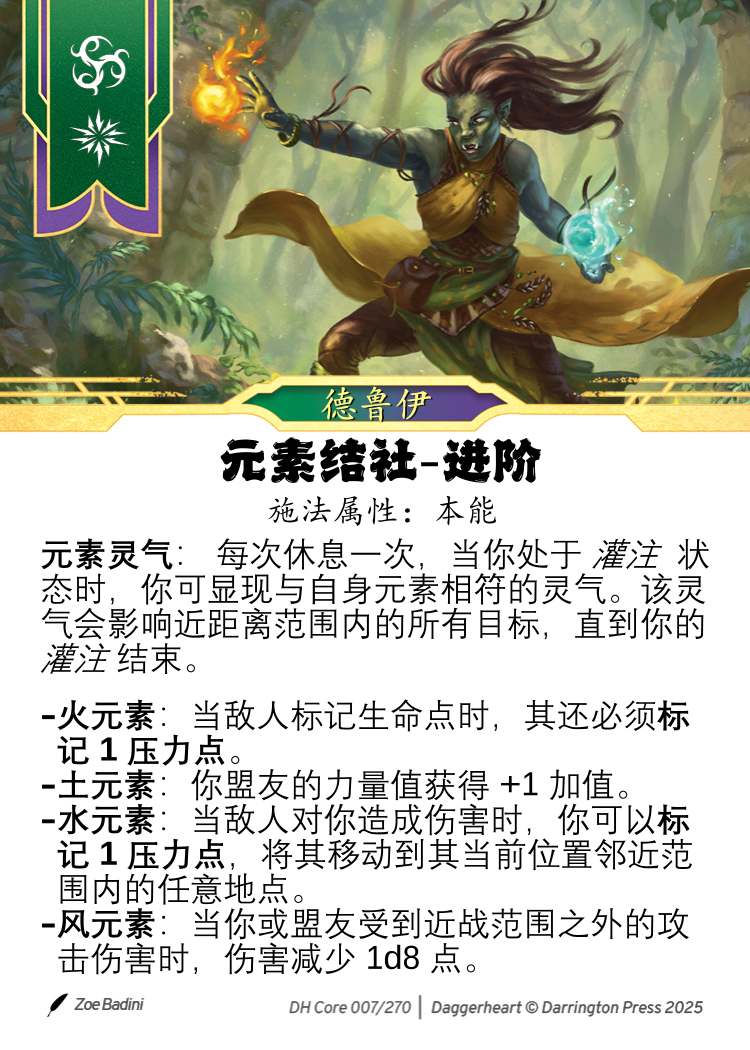 德鲁伊
元素结社-进阶
施法属性：本能
元素灵气： 每次休息一次，当你处于 灌注 状
态时，你可显现与自身元素相符的灵气。该灵
气会影响近距离范围内的所有目标，直到你的
灌注 结束。
-火元素：当敌人标记生命点时，其还必须标
记 1 压力点。
-土元素：你盟友的力量值获得 +1 加值。
-水元素：当敌人对你造成伤害时，你可以标
记 1 压力点，将其移动到其当前位置邻近范
围内的任意地点。
-风元素：当你或盟友受到近战范围之外的攻
击伤害时，伤害减少 1d8 点。
Zoe Badini
DH Core 007/270 | Daggerheart © Darrington Press 2025